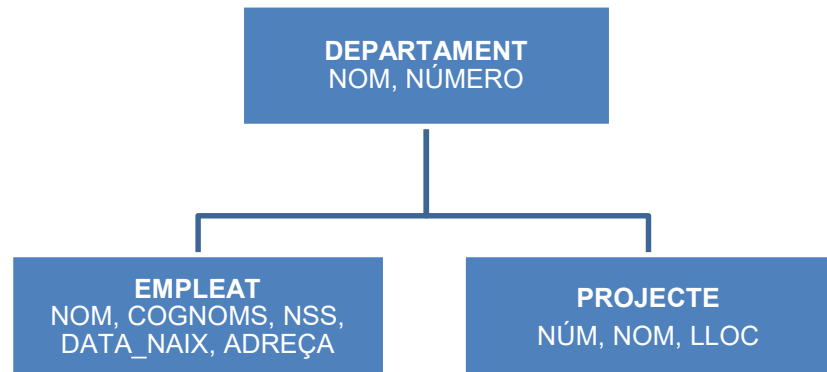 DEPARTAMENT
NOM, NÚMERO
EMPLEAT
NOM, COGNOMS, NSS,
DATA_NAIX, ADREÇA
PROJECTE
NÚM, NOM, LLOC